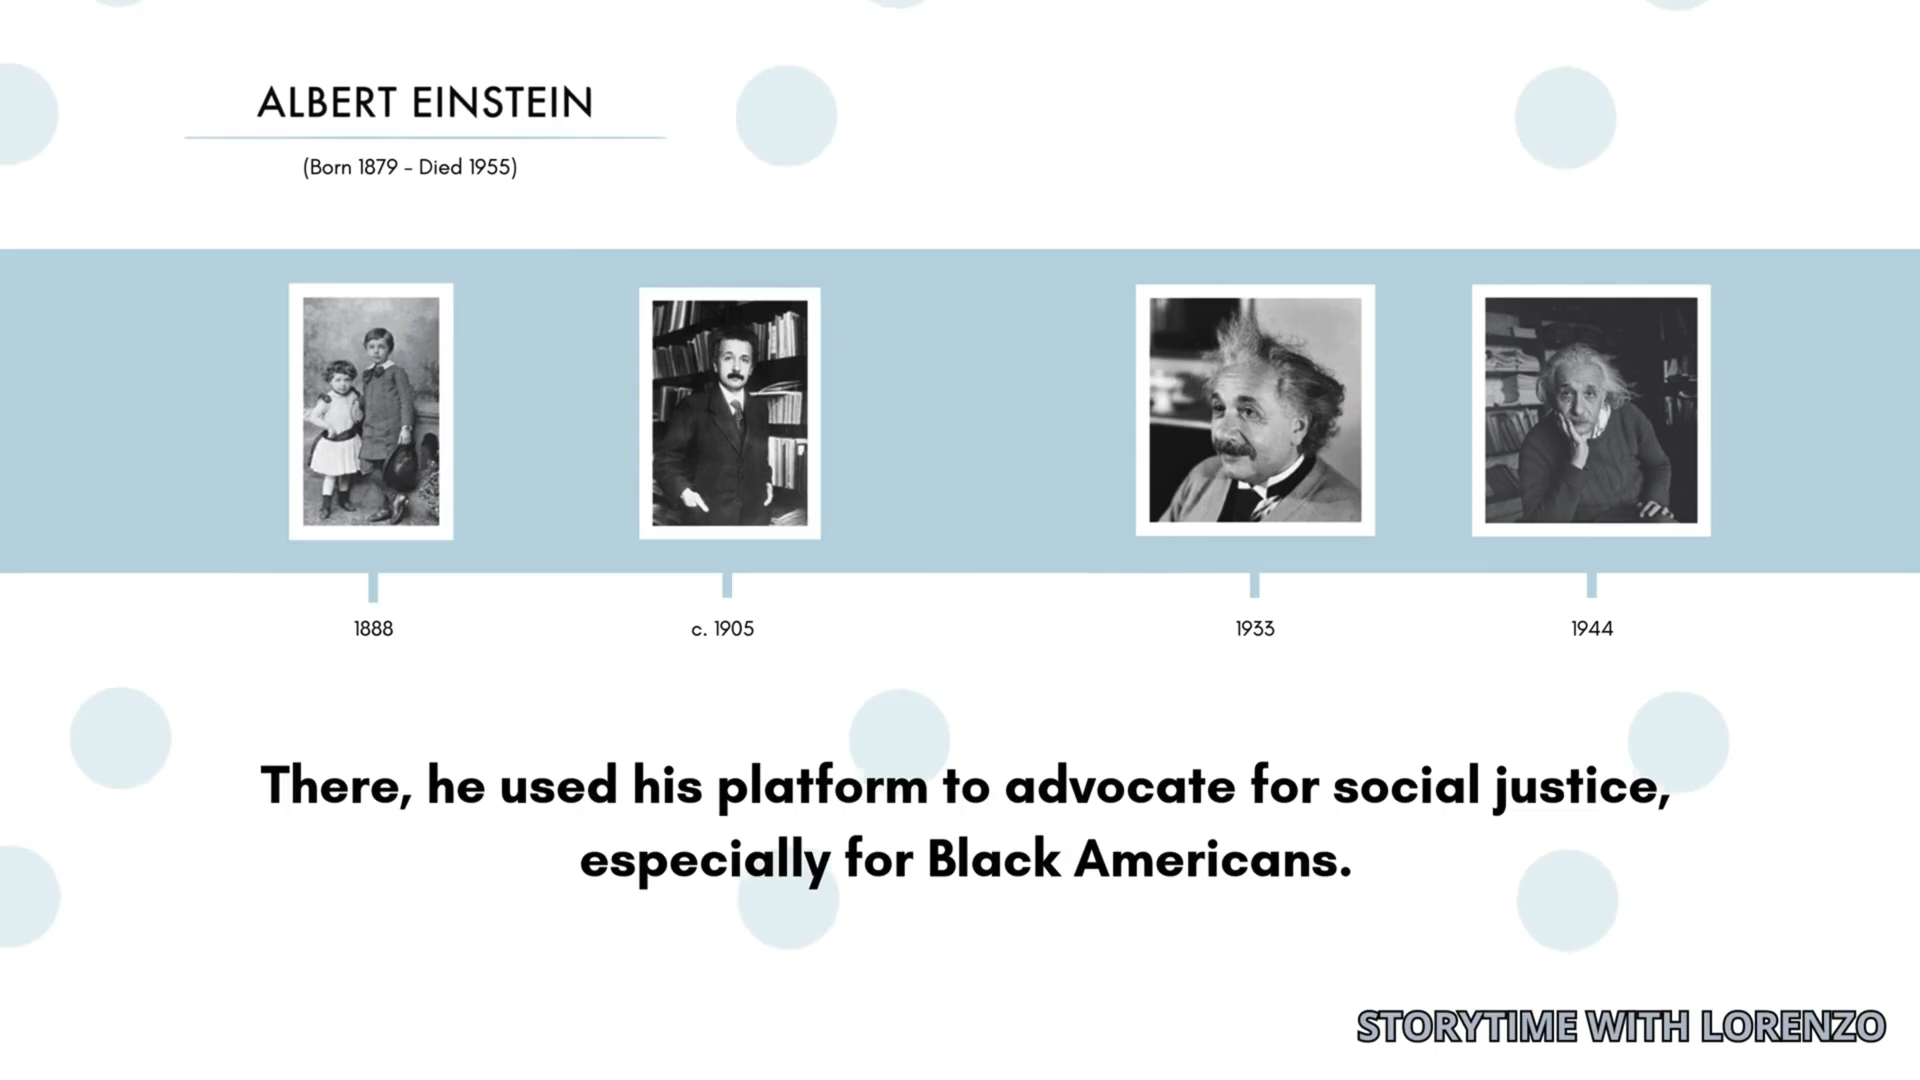 ALBERT EINSTEIN
(Born 1879 - Died 1955)
1888
c. 1905
1933
1944
There, he used his platform to advocate for social justice,
especially for Black Americans.
STORYTIME WITH LORENZO